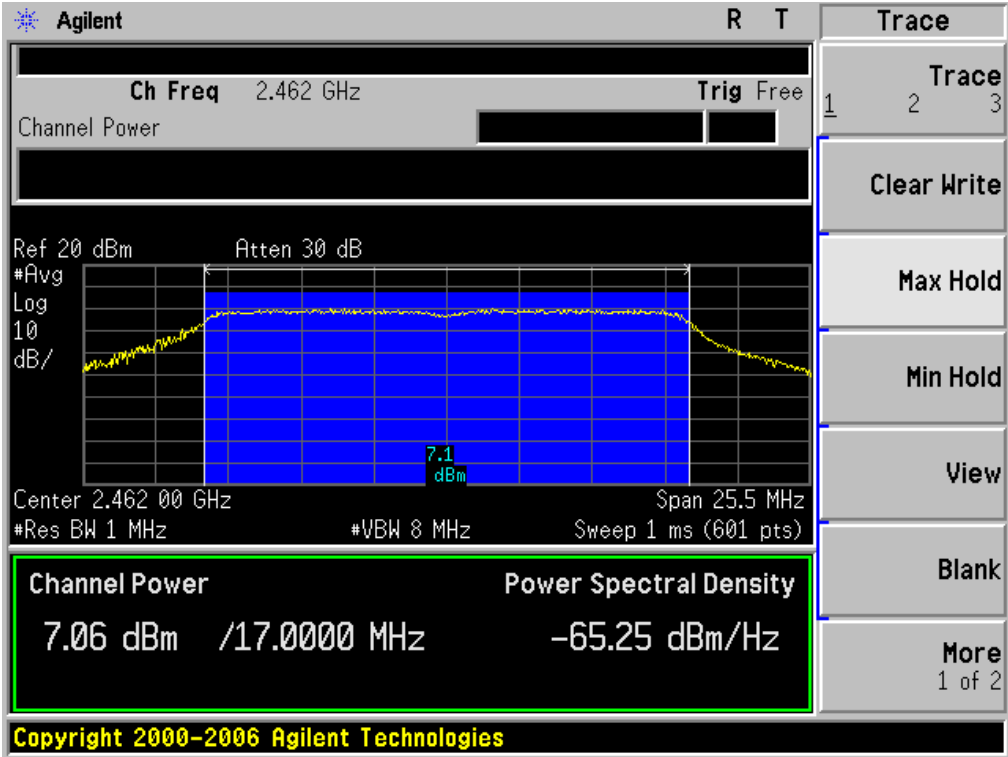 Agilent R T Trace
Ch Freq 2.462 GHz Trig Free
Channel Power
Trace
1 2 3
Clear Write
Max Hold
Min Hold
View
Blank
More
1 of 2
Ref 20 dBm Atten 30 dB
#Avg
Log
10
dB/
7.1
dBm
Center 2.462 00 GHz Span 25.5 MHz
#Res BW 1 MHz #VBW 8 MHz Sweep 1 ms (601 pts)
Channel Power Power Spectral Density
7.06 dBm /17.0000 MHz -65.25 dBm/Hz
Copyright 2000-2006 Agilent Technologies